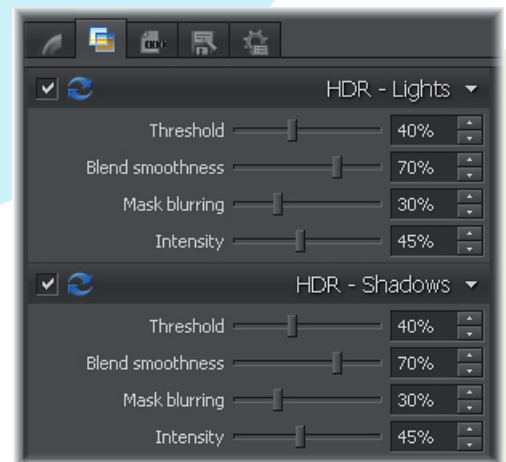 HDR - Lights
Threshold 40%
Blend smoothness 70%
Mask blurring 30%
Intensity 45%
HDR - Shadows
Threshold 40%
Blend smoothness 70%
Mask blurring 30%
Intensity 45%